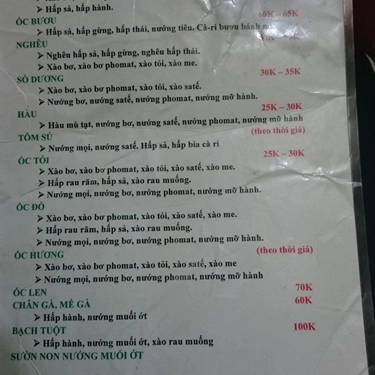 ➢ Hấp sả, hấp hành.
ỐC BƯƠU 60K – 65K
➢ Hấp sả, hấp gừng, hấp thái, nướng tiêu. Cà-ri bươu bánh
NGHÊU
➢ Nghêu hấp sả, hấp gừng, nghêu hấp thái.
➢ Xào bơ, xào bơ phomat, xào tỏi, xào me.
SÒ DƯƠNG 30K – 35K
➢ Xào bơ, xào bơ phomat, xào tỏi, xào satế.
➢ Nướng bơ, nướng satế, nướng phomat, nướng mỡ hành.
HÀU 25K – 30K
➢ Hàu mù tạt, nướng bơ, nướng satế, nướng phomat, nướng mỡ hành
TÔM SÚ (theo thời giá)
➢ Nướng mọi, nướng satế. Hấp sả, hấp bia cà ri
ỐC TỎI 25K – 30K
➢ Xào bơ, xào bơ phomat, xào tỏi, xào satế, xào me.
➢ Hấp rau răm, hấp sả, xào rau muống.
➢ Nướng mọi, nướng bơ, nướng phomat, nướng mỡ hành.
ỐC ĐỎ
➢ Xào bơ, xào bơ phomat, xào tỏi, xào satế, xào me.
➢ Hấp rau răm, hấp sả, xào rau muống.
➢ Nướng mọi, nướng bơ, nướng phomat, nướng mỡ hành.
ỐC HƯƠNG (theo thời giá)
➢ Xào bơ, xào bơ phomat, xào tỏi, xào satế, xào me
➢ Nướng mọi, nướng bơ, nướng phomat, nướng mỡ hành
ỐC LEN 70K
CHÂN GÀ, MỀ GÀ 60K
➢ Hấp hành, nướng muối ớt
BẠCH TUỘT 100K
➢ Hấp hành, nướng muối ớt, xào rau muống
SƯỜN NON NƯỚNG MUỐI ỚT